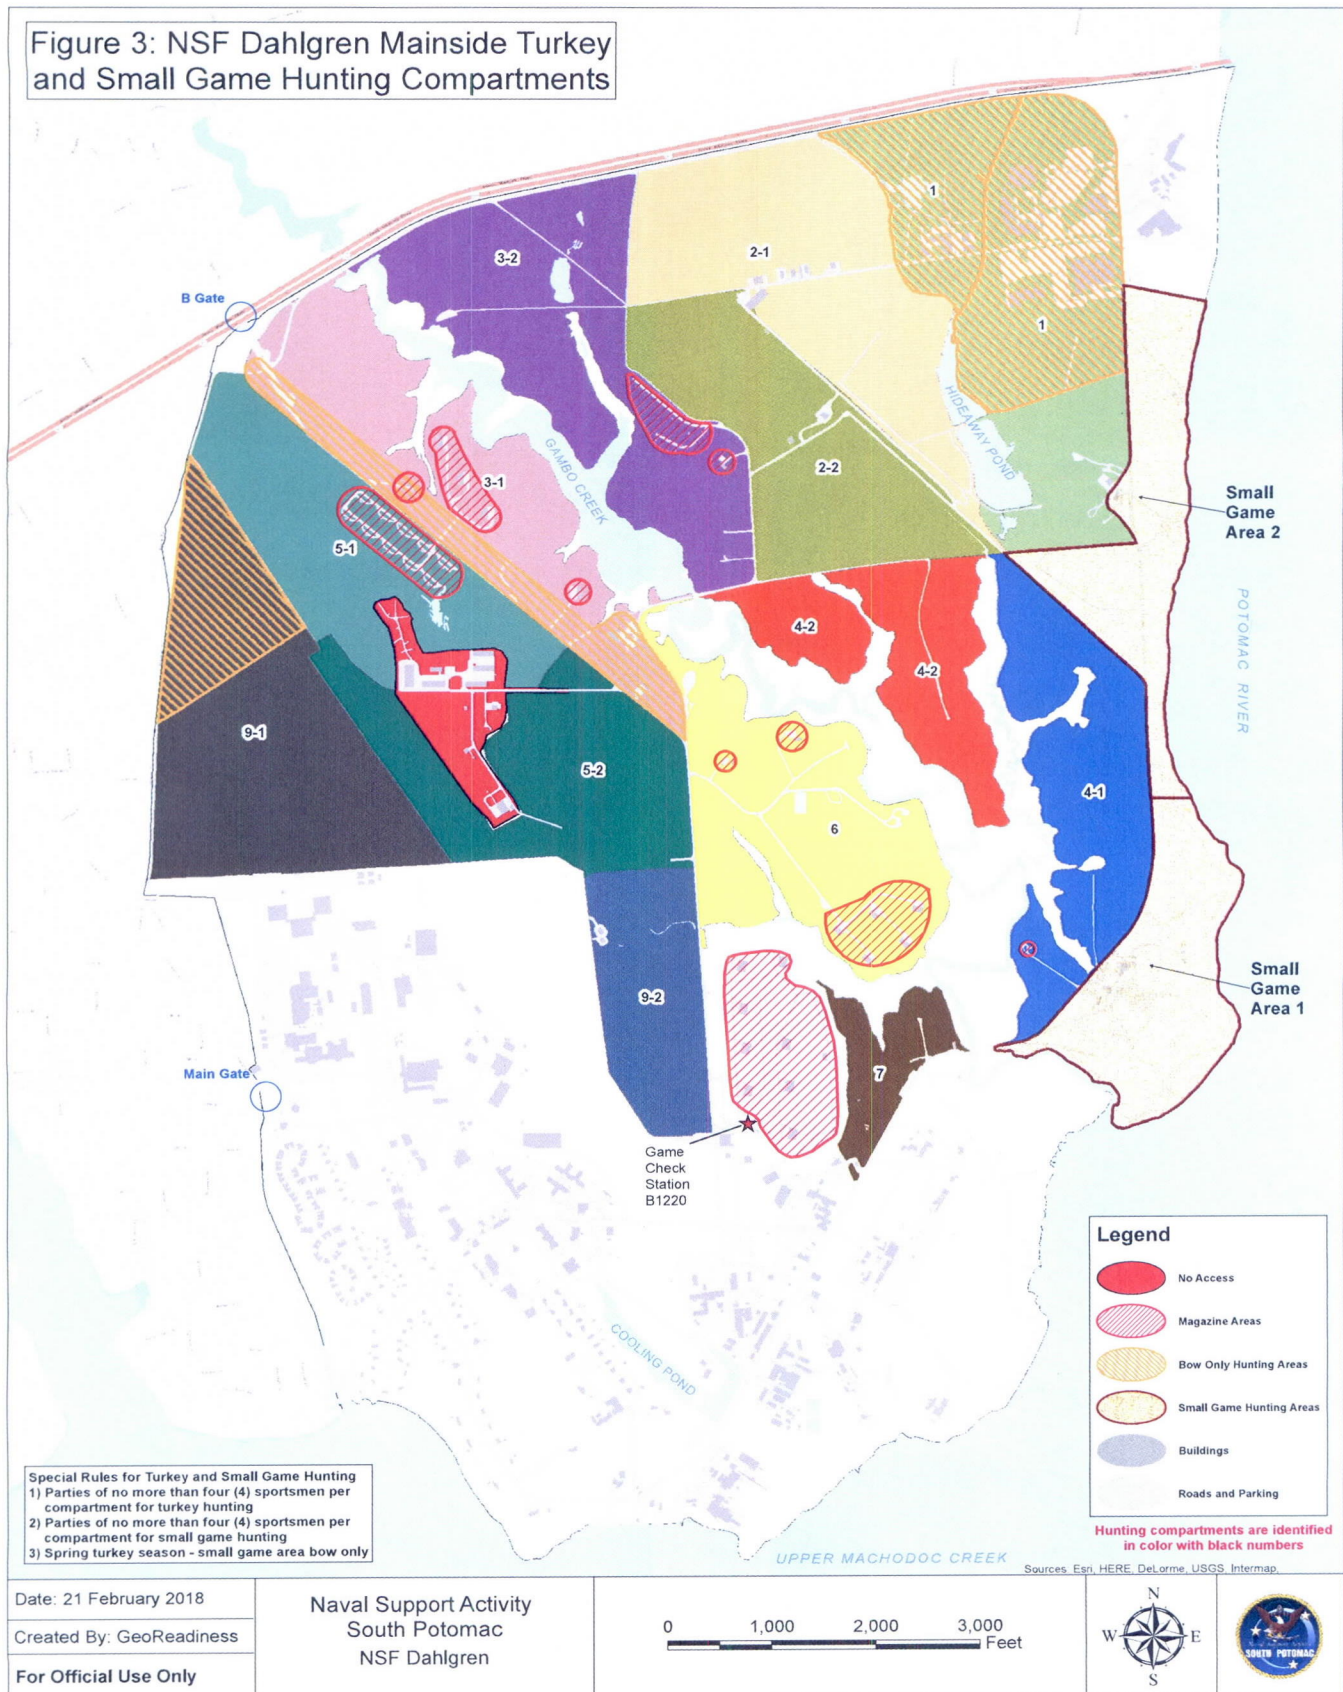 Figure 3: NSF Dahlgren Mainside Turkey
and Small Game Hunting Compartments
B Gate
3-2
2-1
1
1
HIDEAWAY POND
GAMBO CREEK
3-1
2-2
5-1
Small
Game
Area 2
POTOMAC RIVER
4-2
4-2
9-1
5-2
4-1
6
9-2
7
Small
Game
Area 1
Main Gate
Game
Check
Station
B1220
COOLING POND
UPPER MACHODOC CREEK
Legend
No Access
Magazine Areas
Bow Only Hunting Areas
Small Game Hunting Areas
Buildings
Roads and Parking
Hunting compartments are identified
in color with black numbers
Sources: Esri, HERE, DeLorme, USGS, Intermap,
Special Rules for Turkey and Small Game Hunting
1) Parties of no more than four (4) sportsmen per
compartment for turkey hunting
2) Parties of no more than four (4) sportsmen per
compartment for small game hunting
3) Spring turkey season - small game area bow only
Date: 21 February 2018
Created By: GeoReadiness
For Official Use Only
Naval Support Activity
South Potomac
NSF Dahlgren
0 1,000 2,000 3,000
Feet
N
W E
S
SOUTH POTOMAC